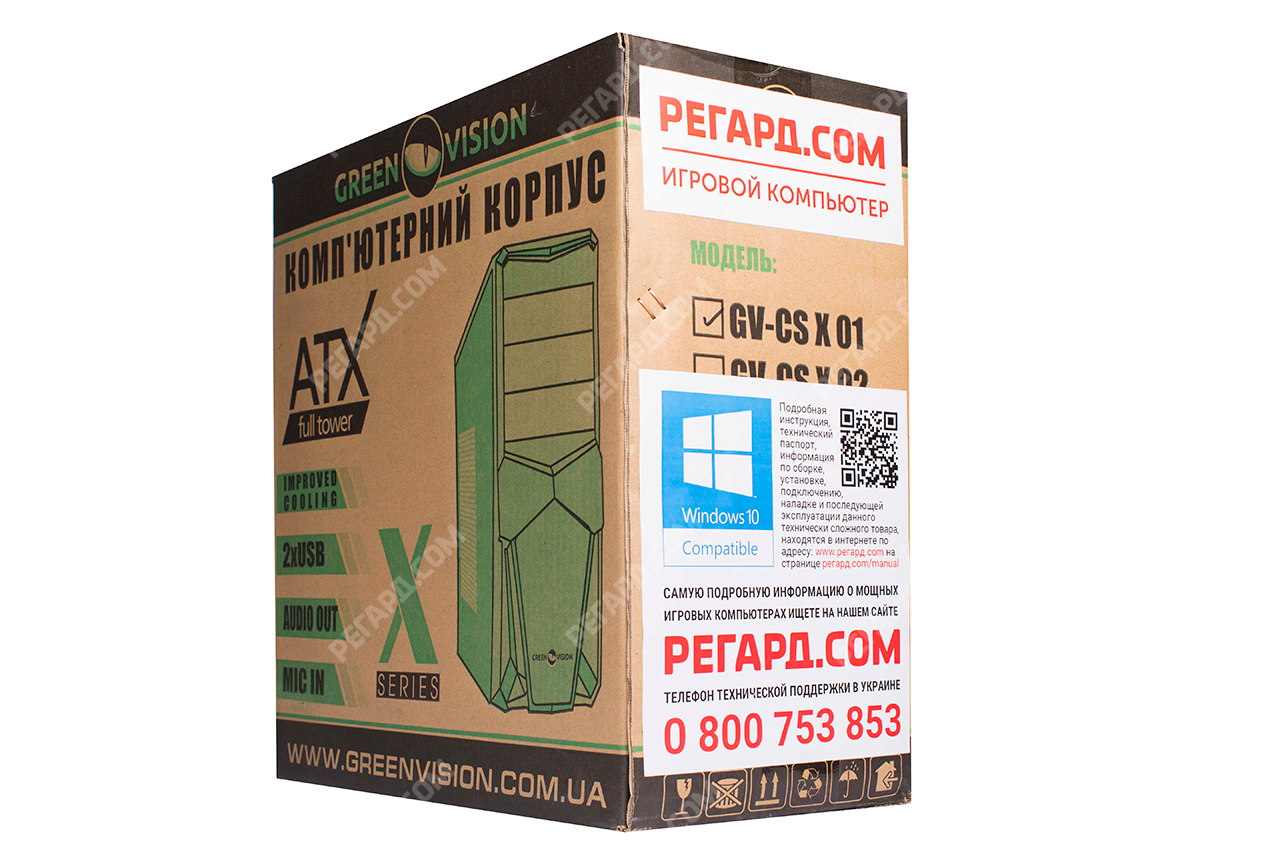 GREEN VISION
КОМП'ЮТЕРНИЙ КОРПУС
ATX
full tower
IMPROVED
COOLING
2xUSB
AUDIO OUT
MIC IN
X
SERIES
GREEN VISION
WWW.GREENVISION.COM.UA
РЕГАРД.COM
ИГРОВОЙ КОМПЬЮТЕР
МОДЕЛЬ:
GV-CS X 01
GV-CS X 02
Windows 10
Compatible
Подробная
инструкция,
технический
паспорт,
информация
по сборке,
установке,
подключению,
наладке и последующей
эксплуатации данного
технически сложного товара,
находятся в интернете по
адресу: www.регард.com на
странице регард.com/manual
САМУЮ ПОДРОБНУЮ ИНФОРМАЦИЮ О МОЩНЫХ
ИГРОВЫХ КОМПЬЮТЕРАХ ИЩЕТЕ НА НАШЕМ САЙТЕ
РЕГАРД.COM
ТЕЛЕФОН ТЕХНИЧЕСКОЙ ПОДДЕРЖКИ В УКРАИНЕ
0 800 753 853